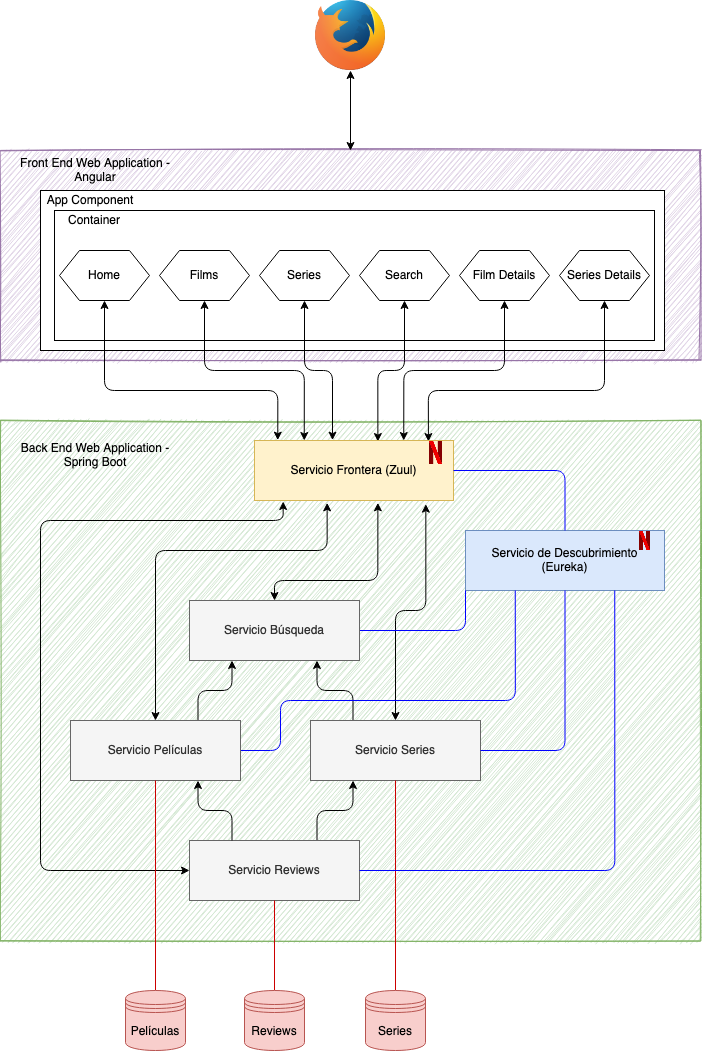 Front End Web Application -
Angular
App Component
Container
Home
Films
Series
Search
Film Details
Series Details
Back End Web Application -
Spring Boot
Servicio Frontera (Zuul)
Servicio de Descubrimiento
(Eureka)
Servicio Búsqueda
Servicio Películas
Servicio Series
Servicio Reviews
Películas
Reviews
Series